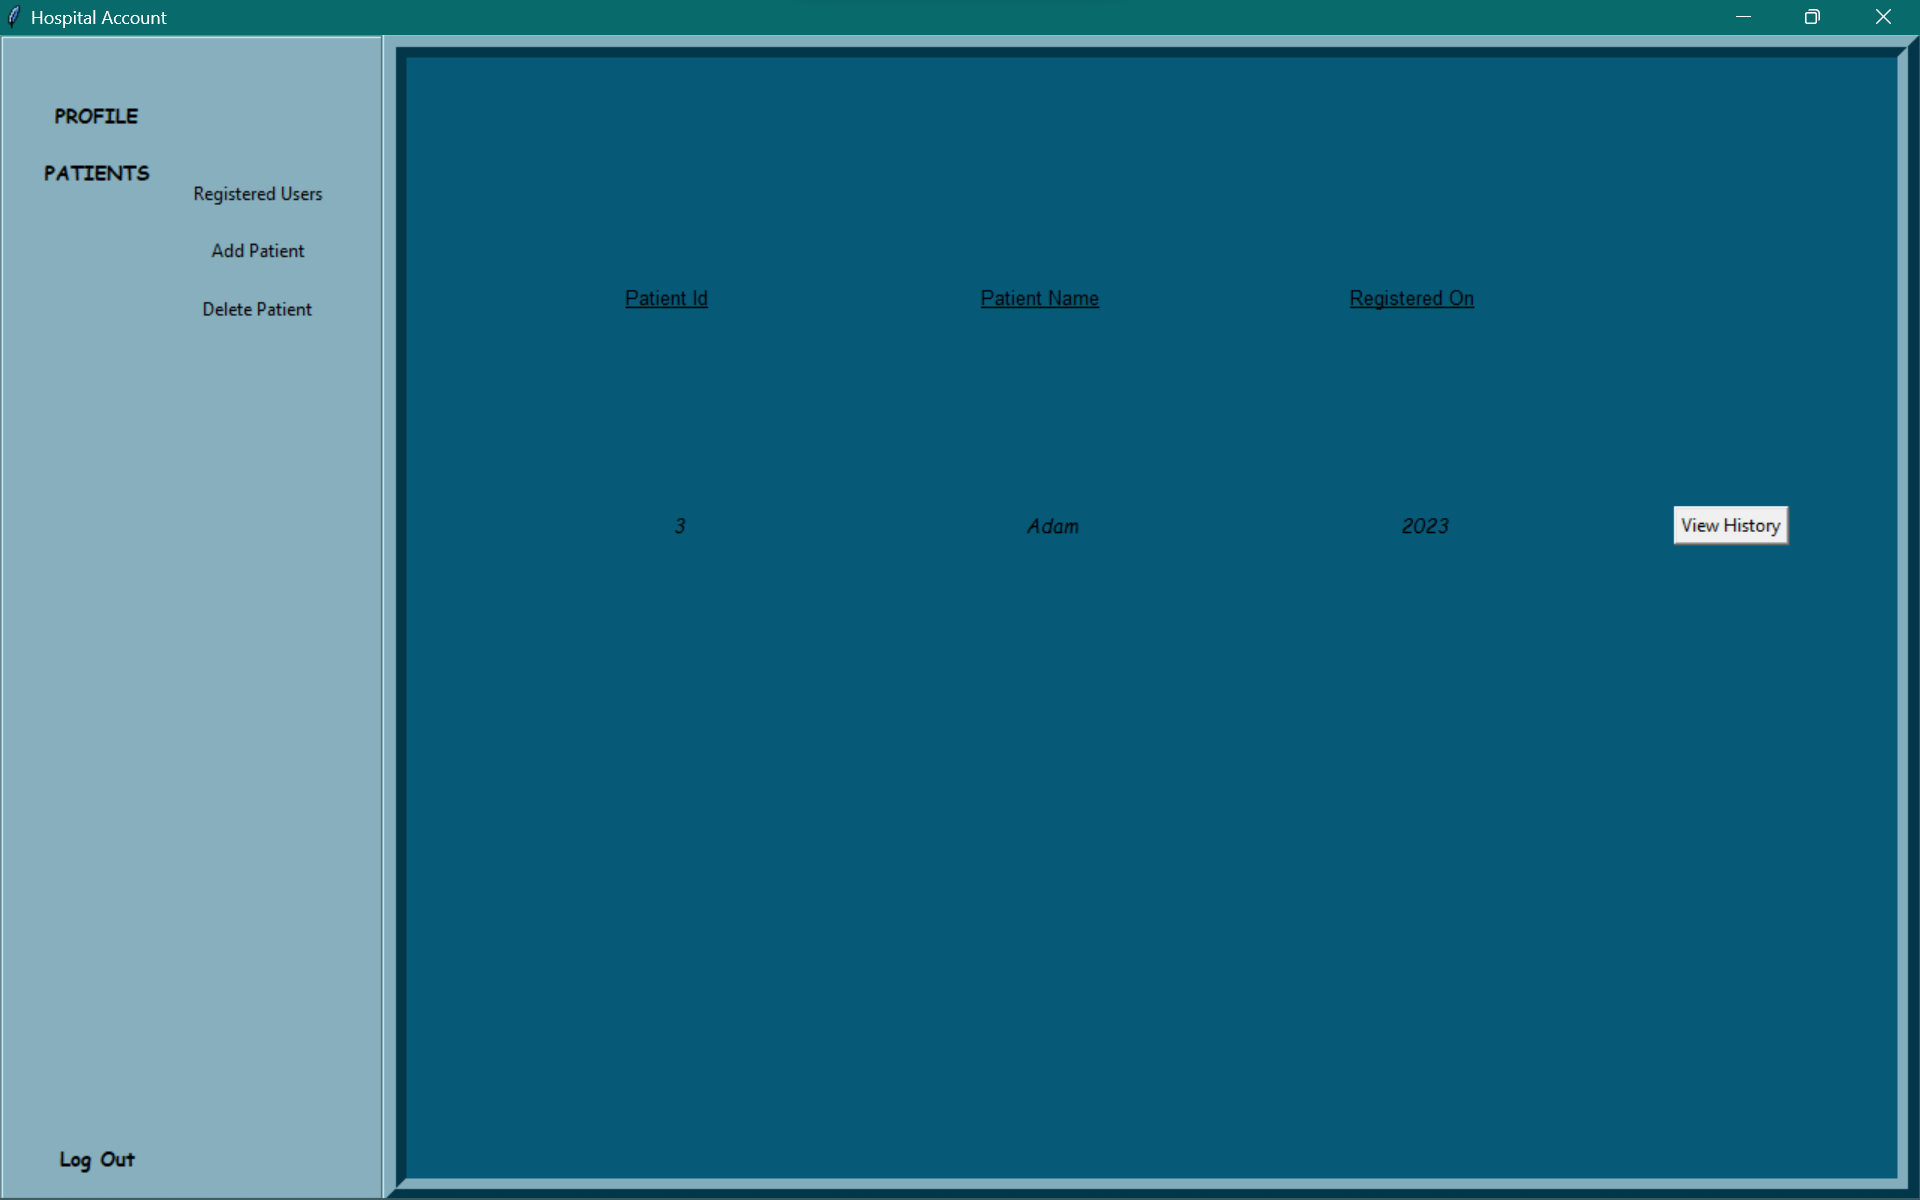 Hospital Account
PROFILE
PATIENTS
Registered Users
Add Patient
Delete Patient
Log Out
Patient Id Patient Name Registered On
3 Adam 2023 View History